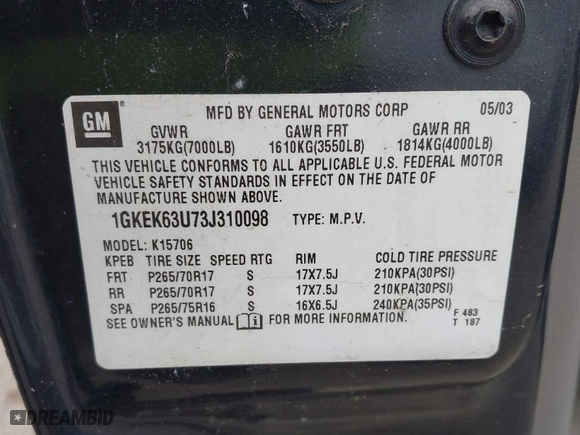 GM
MFD BY GENERAL MOTORS CORP 05/03
GVWR GAWR FRT GAWR RR
3175KG(7000LB) 1610KG(3550LB) 1814KG(4000LB)
THIS VEHICLE CONFORMS TO ALL APPLICABLE U.S. FEDERAL MOTOR
VEHICLE SAFETY STANDARDS IN EFFECT ON THE DATE OF
MANUFACTURE SHOWN ABOVE.
1GKEK63U73J310098 TYPE: M.P.V.
MODEL: K15706
KPEB TIRE SIZE SPEED RTG RIM COLD TIRE PRESSURE
FRT P265/70R17 S 17X7.5J 210KPA(30PSI)
RR P265/70R17 S 17X7.5J 210KPA(30PSI)
SPA P265/75R16 S 16X6.5J 240KPA(35PSI)
SEE OWNER'S MANUAL i FOR MORE INFORMATION. F 483
T 187
DREAMBID